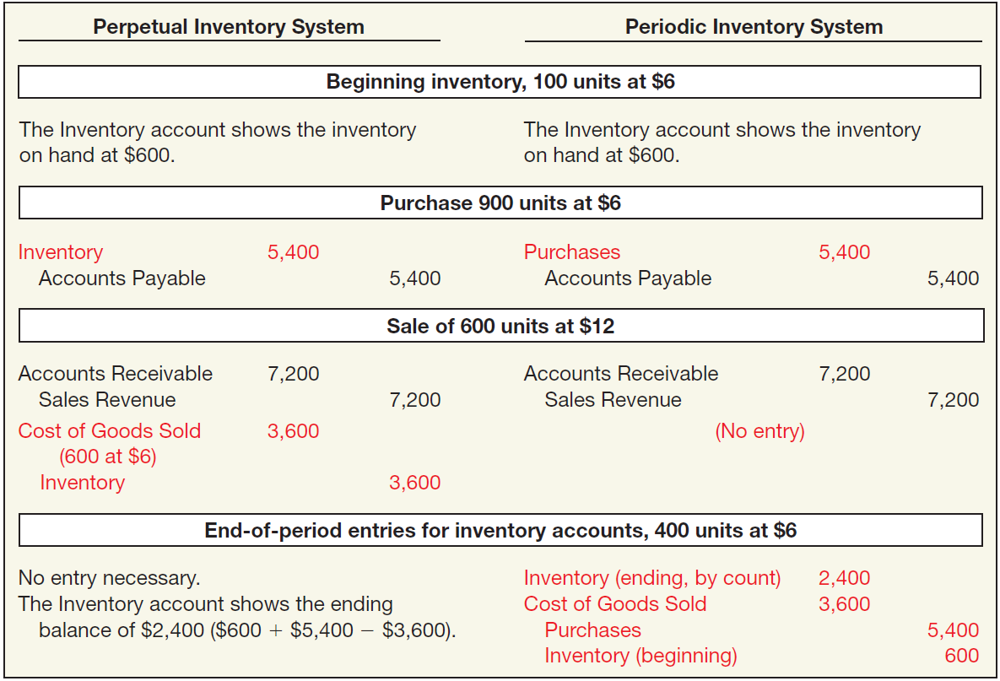 Perpetual Inventory System Periodic Inventory System
Beginning inventory, 100 units at $6
The Inventory account shows the inventory
on hand at $600.
The Inventory account shows the inventory
on hand at $600.
Purchase 900 units at $6
Inventory 5,400
Accounts Payable 5,400
Purchases 5,400
Accounts Payable 5,400
Sale of 600 units at $12
Accounts Receivable 7,200
Sales Revenue 7,200
Cost of Goods Sold 3,600
(600 at $6)
Inventory 3,600
Accounts Receivable 7,200
Sales Revenue 7,200
(No entry)
End-of-period entries for inventory accounts, 400 units at $6
No entry necessary.
The Inventory account shows the ending
balance of $2,400 ($600 + $5,400 − $3,600).
Inventory (ending, by count) 2,400
Cost of Goods Sold 3,600
Purchases 5,400
Inventory (beginning) 600